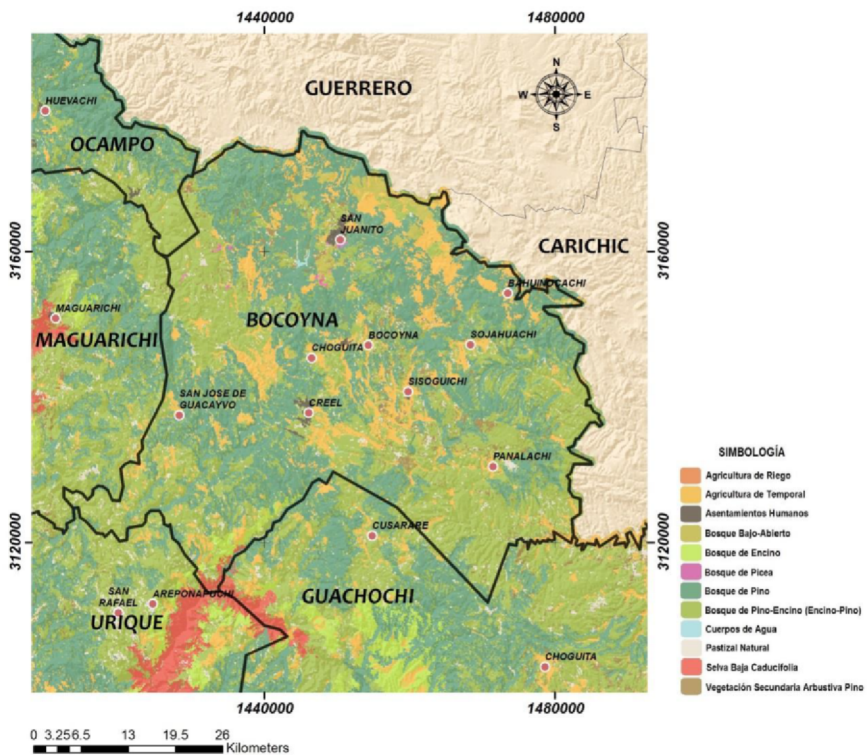 1440000
1480000
GUERRERO
N
W
E
S
HUEVACHI
OCAMPO
SAN
JUANITO
3160000
3160000
CARICHIC
BAHUINOCACHI
MAGUARICHI
MAGUARICHI
BOCOYNA
BOCOYNA
SOJAHUACHI
CHOGUITA
SISOGUICHI
SAN JOSE DE
GUACAYVO
CREEL
PANALACHI
3120000
3120000
CUSARARE
SAN
RAFAEL
AREPONAPUCHI
GUACHOCHI
URIQUE
CHOGUITA
1440000
1480000
0 3.25 6.5 13 19.5 26
Kilometers
SIMBOLOGÍA
Agricultura de Riego
Agricultura de Temporal
Asentamientos Humanos
Bosque Bajo-Abierto
Bosque de Encino
Bosque de Picea
Bosque de Pino
Bosque de Pino-Encino (Encino-Pino)
Cuerpos de Agua
Pastizal Natural
Selva Baja Caducifolia
Vegetación Secundaria Arbustiva Pino